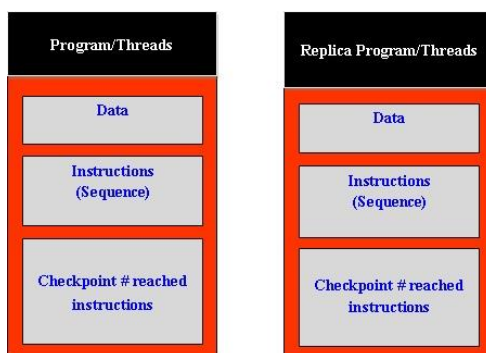 Program/Threads
Data
Instructions
(Sequence)
Checkpoint # reached
instructions
Replica Program/Threads
Data
Instructions
(Sequence)
Checkpoint # reached
instructions